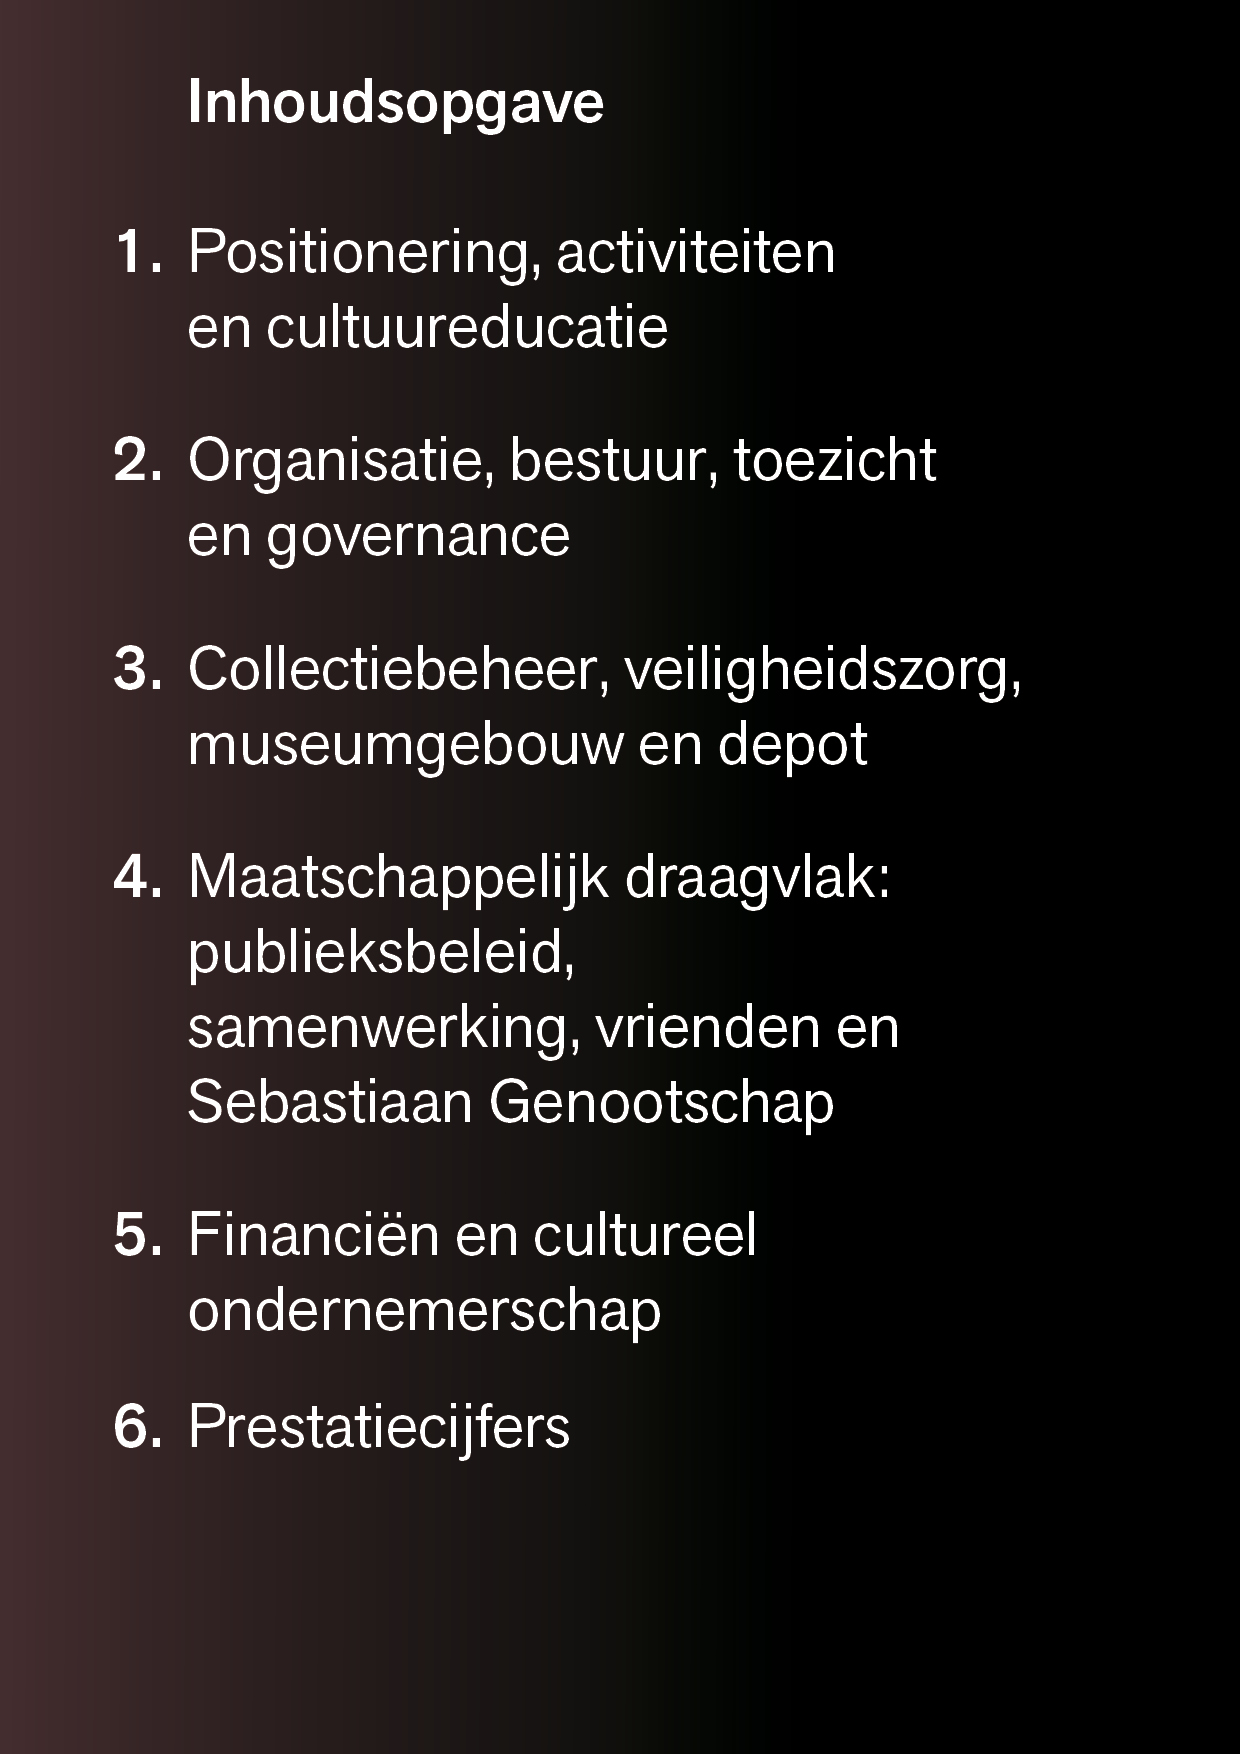 Inhoudsopgave
1. Positionering, activiteiten
en cultuureducatie
2. Organisatie, bestuur, toezicht
en governance
3. Collectiebeheer, veiligheidszorg,
museumgebouw en depot
4. Maatschappelijk draagvlak:
publieksbeleid,
samenwerking, vrienden en
Sebastiaan Genootschap
5. Financiën en cultureel
ondernemerschap
6. Prestatiecijfers